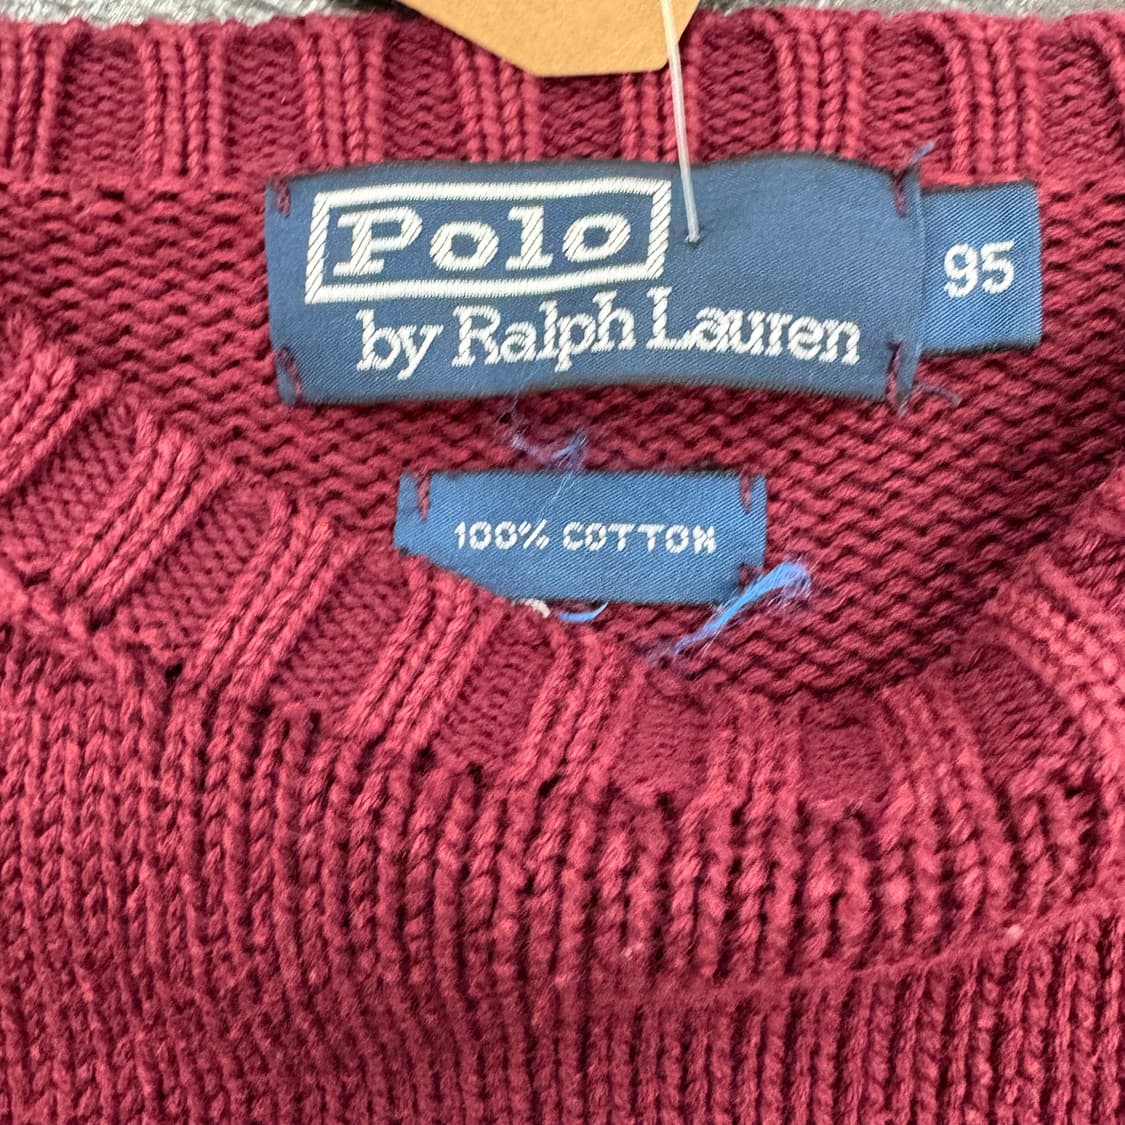 Polo
by Ralph Lauren
95
100% COTTON